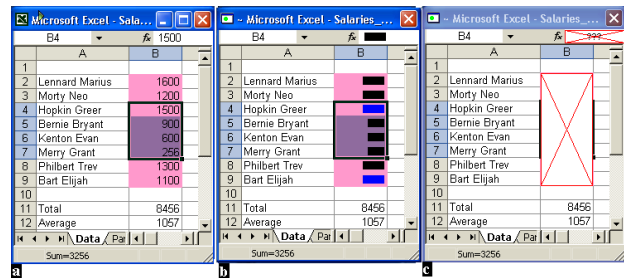 Microsoft Excel - Sala...
B4 fx 1500
A B
1
2 Lennard Marius 1600
3 Morty Neo 1200
4 Hopkin Greer 1500
5 Bernie Bryant 900
6 Kenton Evan 600
7 Merry Grant 256
8 Philbert Trev 1300
9 Bart Elijah 1100
10
11 Total 8456
12 Average 1057
Data Par
Sum=3256
a
~ Microsoft Excel - Salaries_...
B4 fx
A B
1
2 Lennard Marius
3 Morty Neo
4 Hopkin Greer
5 Bernie Bryant
6 Kenton Evan
7 Merry Grant
8 Philbert Trev
9 Bart Elijah
10
11 Total 8456
12 Average 1057
Data Par
Sum=3256
b
~ Microsoft Excel - Salaries_...
B4 fx ???
A B
1
2 Lennard Marius
3 Morty Neo
4 Hopkin Greer
5 Bernie Bryant
6 Kenton Evan
7 Merry Grant
8 Philbert Trev
9 Bart Elijah
10
11 Total 8456
12 Average 1057
Data Par
Sum=3256
c